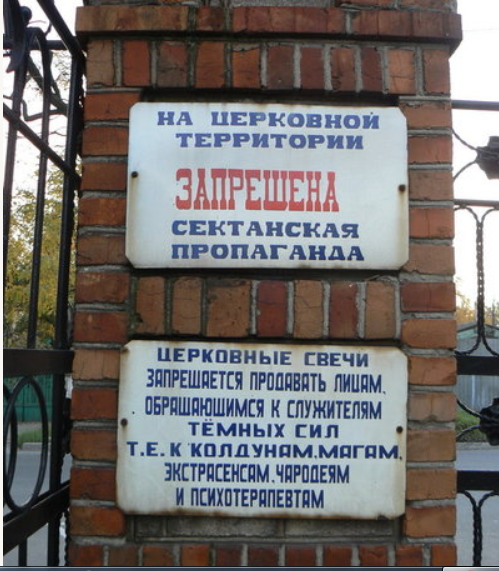 НА ЦЕРКОВНОЙ
ТЕРРИТОРИИ
ЗАПРЕШЕНА
СЕКТАНСКАЯ
ПРОПАГАНДА
ЦЕРКОВНЫЕ СВЕЧИ
ЗАПРЕЩАЕТСЯ ПРОДАВАТЬ ЛИЦАМ,
ОБРАЩАЮЩИМСЯ К СЛУЖИТЕЛЯМ
ТЁМНЫХ СИЛ
Т.Е. К КОЛДУНАМ, МАГАМ,
ЭКСТРАСЕНСАМ, ЧАРОДЕЯМ
И ПСИХОТЕРАПЕВТАМ